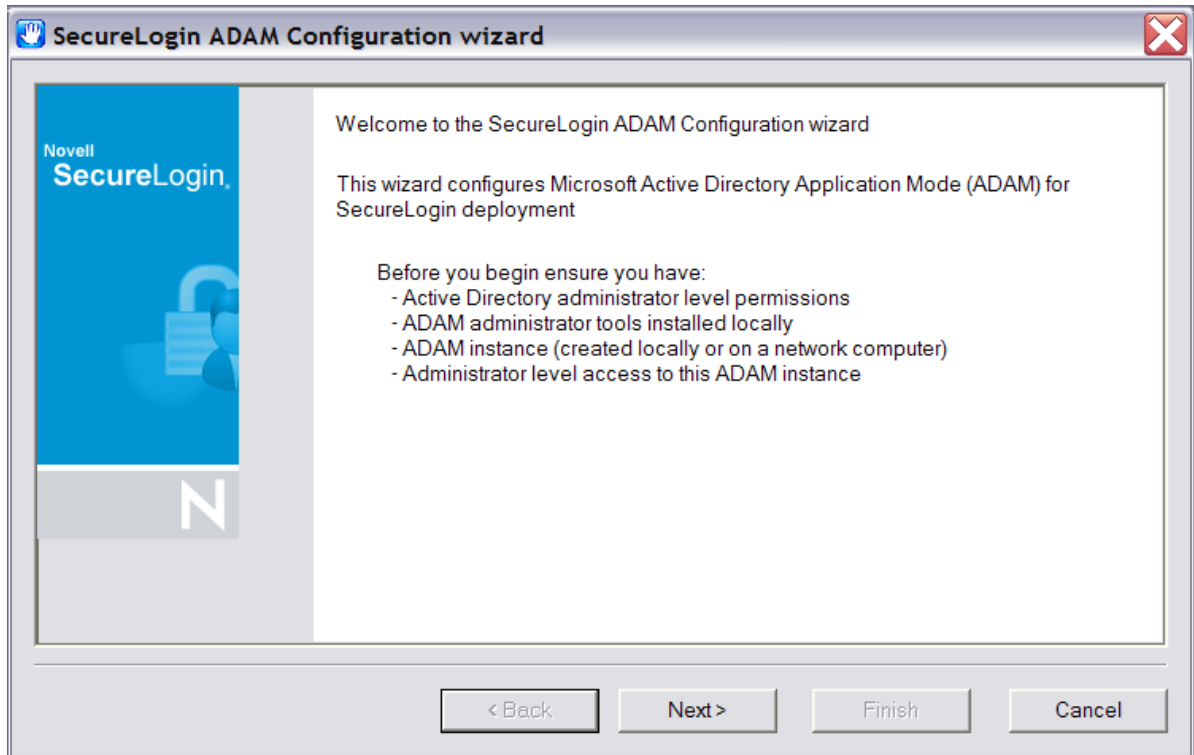 SecureLogin ADAM Configuration wizard
Novell
SecureLogin®
N
Welcome to the SecureLogin ADAM Configuration wizard
This wizard configures Microsoft Active Directory Application Mode (ADAM) for
SecureLogin deployment
Before you begin ensure you have:
- Active Directory administrator level permissions
- ADAM administrator tools installed locally
- ADAM instance (created locally or on a network computer)
- Administrator level access to this ADAM instance
< Back
Next >
Finish
Cancel